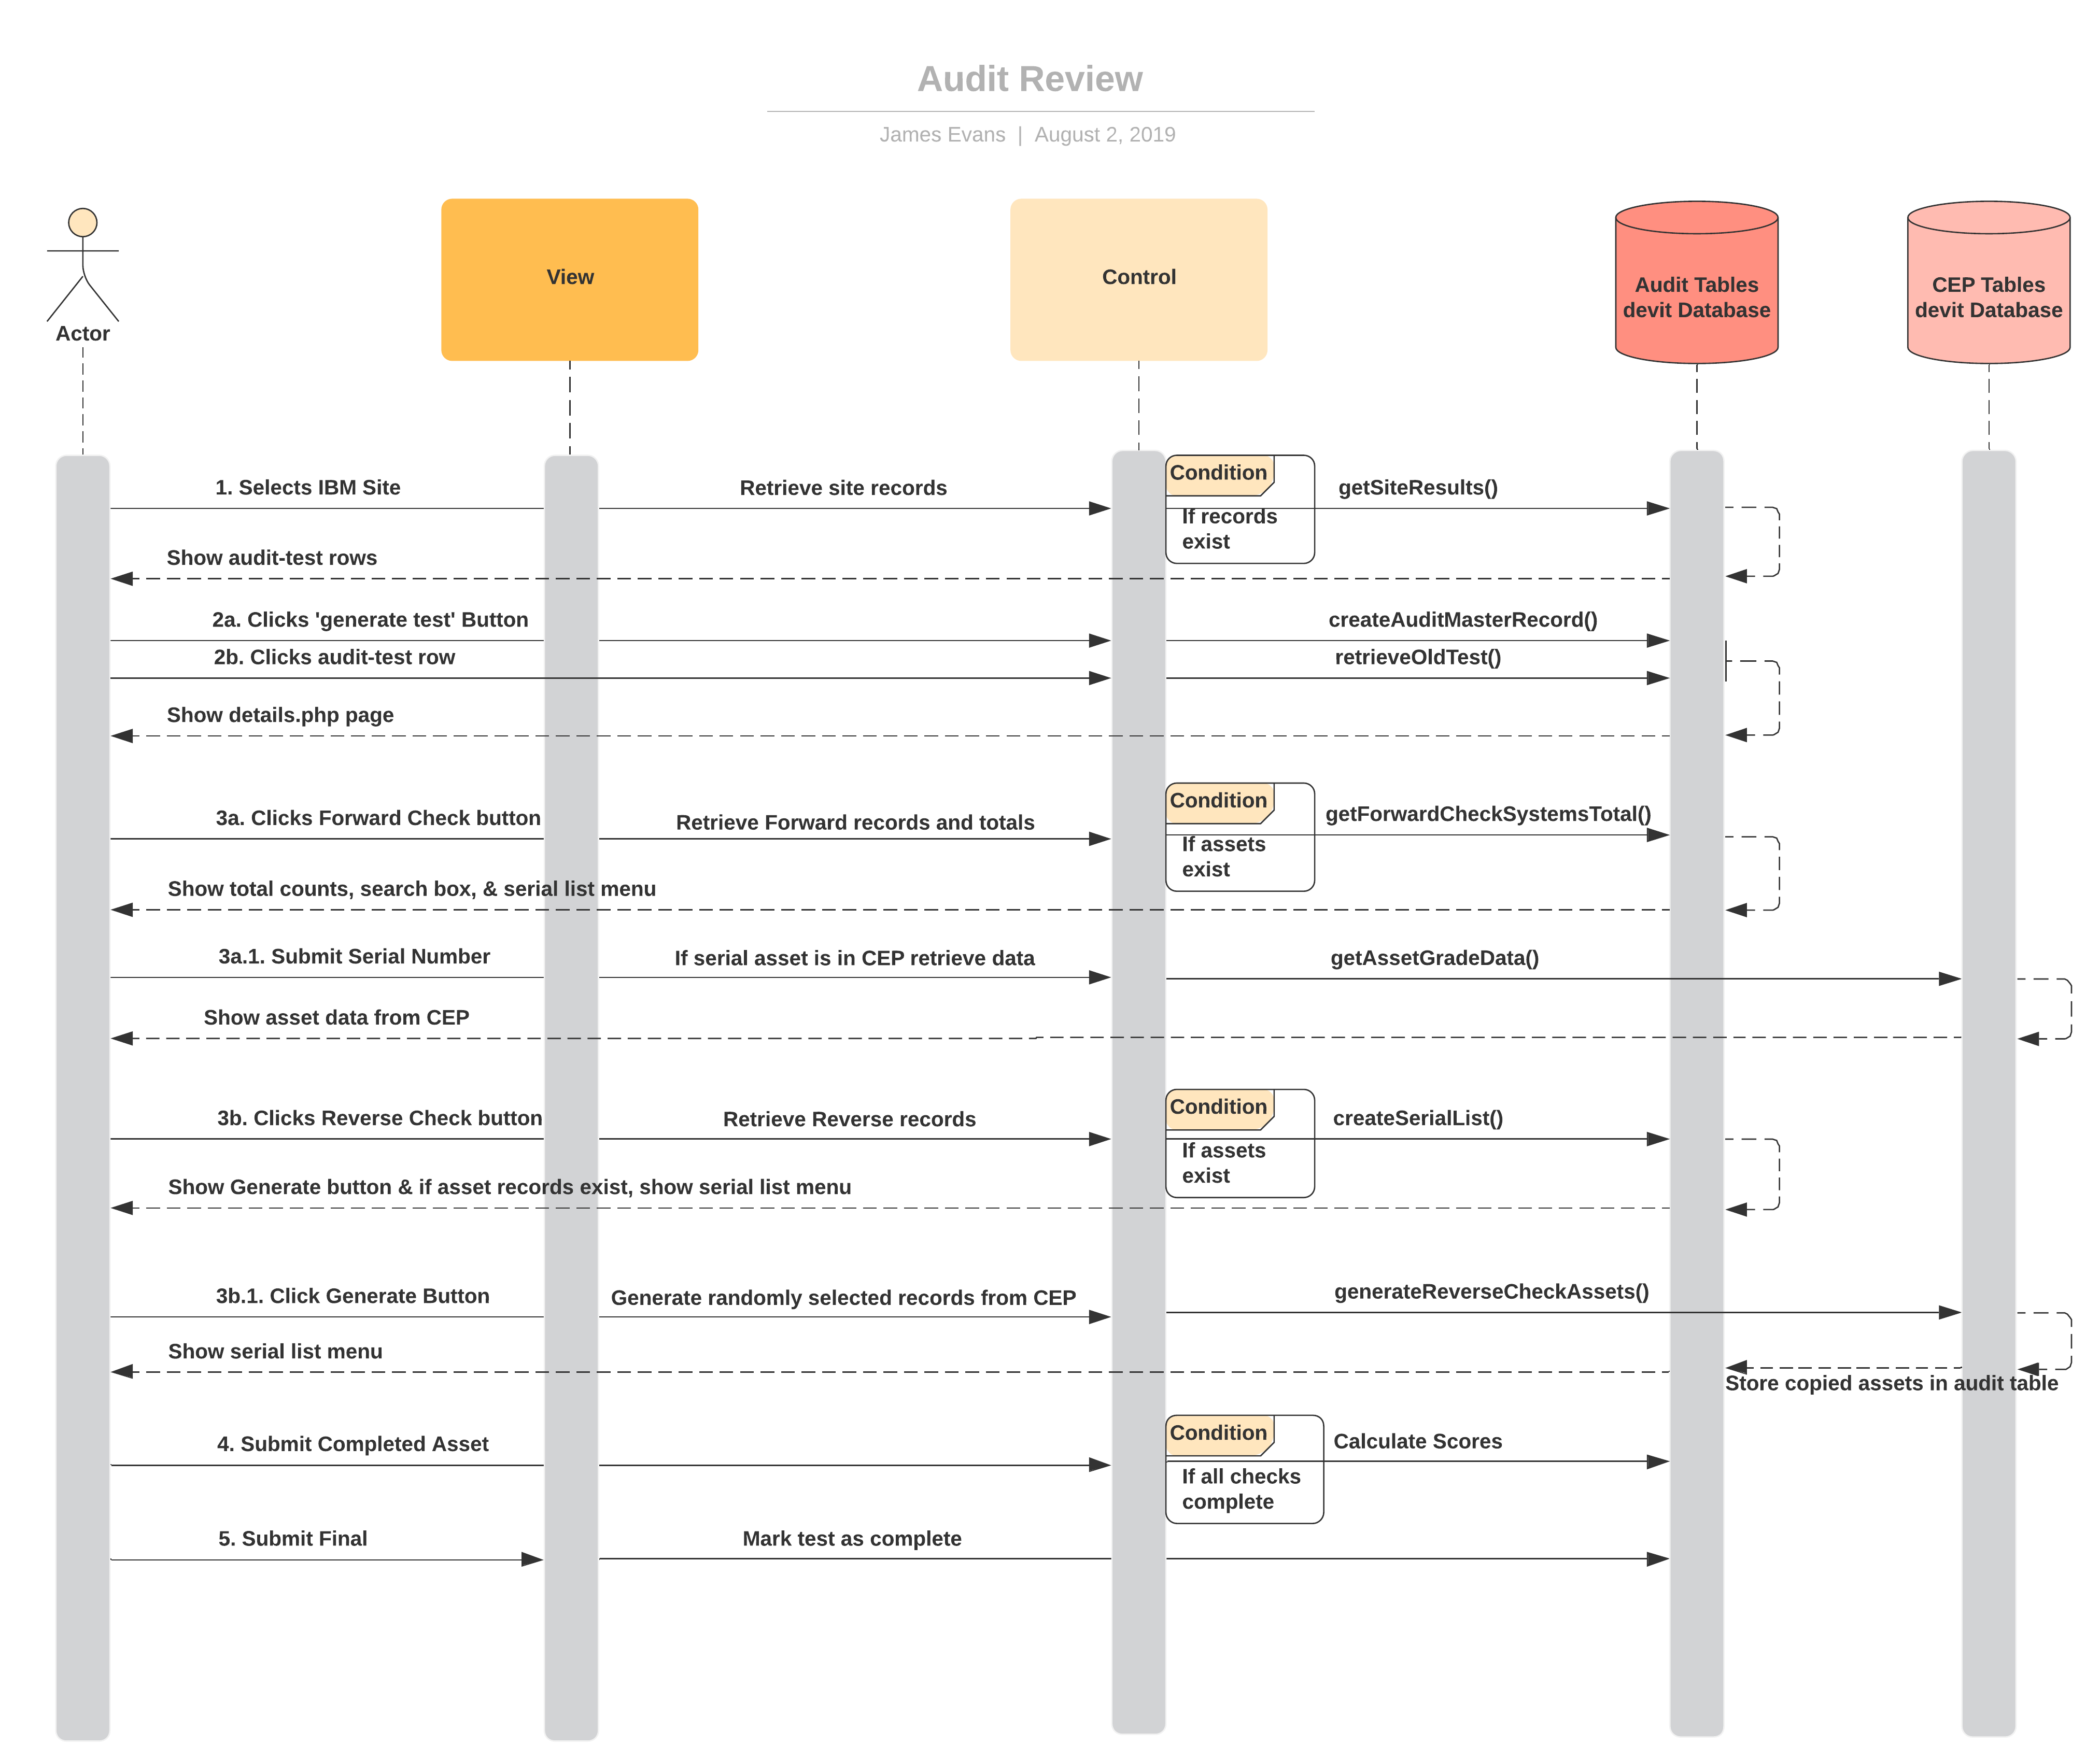 Audit Review
James Evans | August 2, 2019
Actor
View
Control
Audit Tables
devit Database
CEP Tables
devit Database
1. Selects IBM Site
Retrieve site records
Condition
If records
exist
getSiteResults()
Show audit-test rows
2a. Clicks 'generate test' Button
createAuditMasterRecord()
2b. Clicks audit-test row
retrieveOldTest()
Show details.php page
3a. Clicks Forward Check button
Retrieve Forward records and totals
Condition
If assets
exist
getForwardCheckSystemsTotal()
Show total counts, search box, & serial list menu
3a.1. Submit Serial Number
If serial asset is in CEP retrieve data
getAssetGradeData()
Show asset data from CEP
3b. Clicks Reverse Check button
Retrieve Reverse records
Condition
If assets
exist
createSerialList()
Show Generate button & if asset records exist, show serial list menu
3b.1. Click Generate Button
Generate randomly selected records from CEP
generateReverseCheckAssets()
Show serial list menu
Store copied assets in audit table
4. Submit Completed Asset
Condition
If all checks
complete
Calculate Scores
5. Submit Final
Mark test as complete